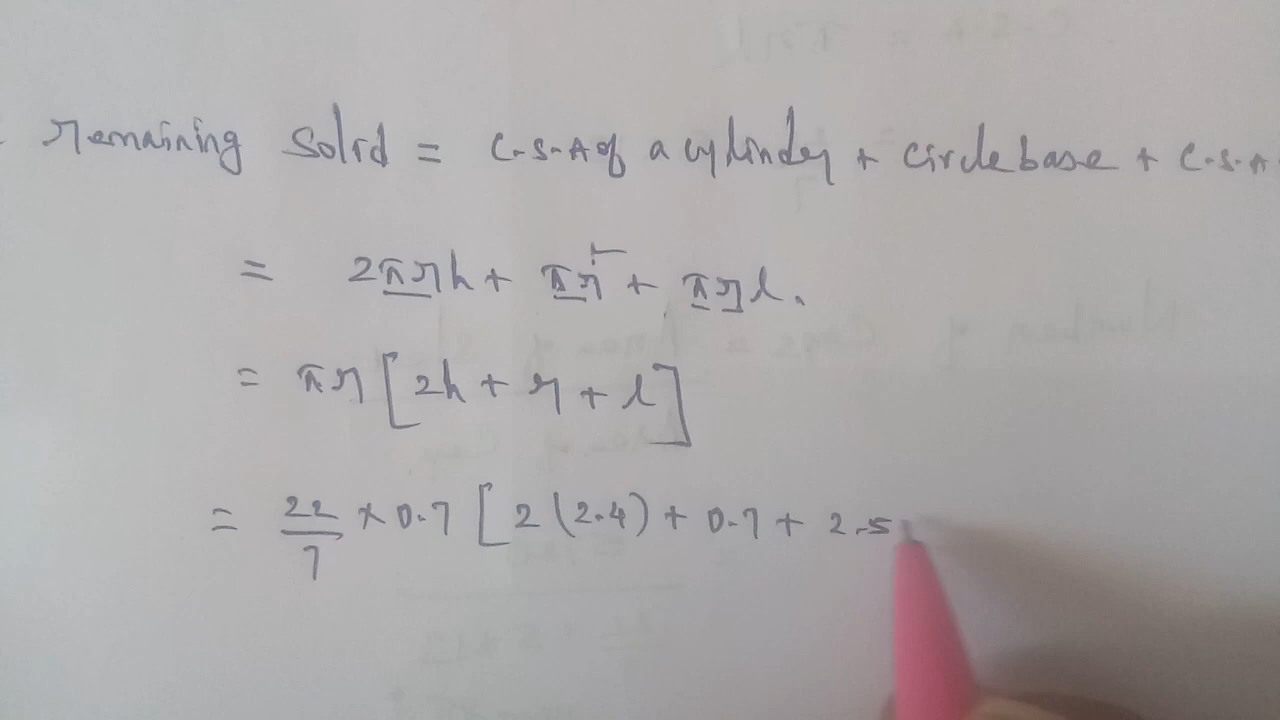 remaining solid = C.S.A of a cylinder + circle base + C.S.A
= 2πrh + πr² + πrl.
= πr [2h + r + l]
= 22/7 × 0.7 [2(2.4) + 0.7 + 2.5